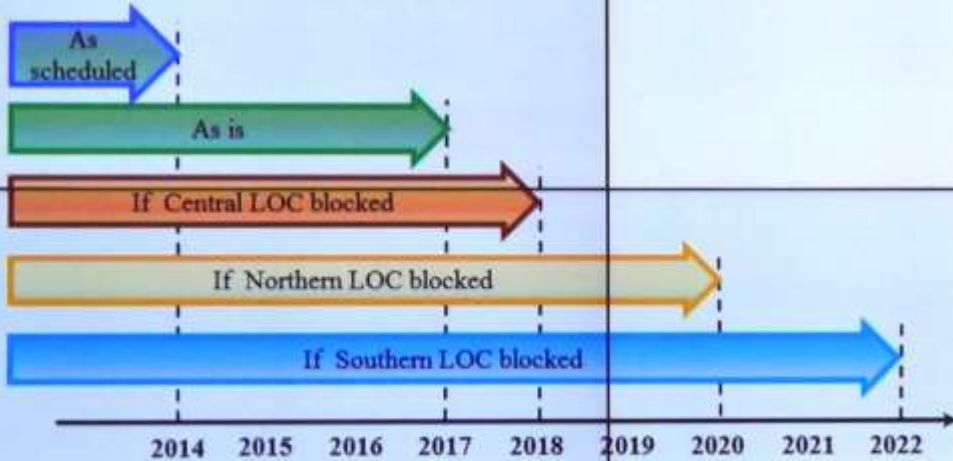 As
scheduled
As is
If Central LOC blocked
If Northern LOC blocked
If Southern LOC blocked
2014 2015 2016 2017 2018 2019 2020 2021 2022